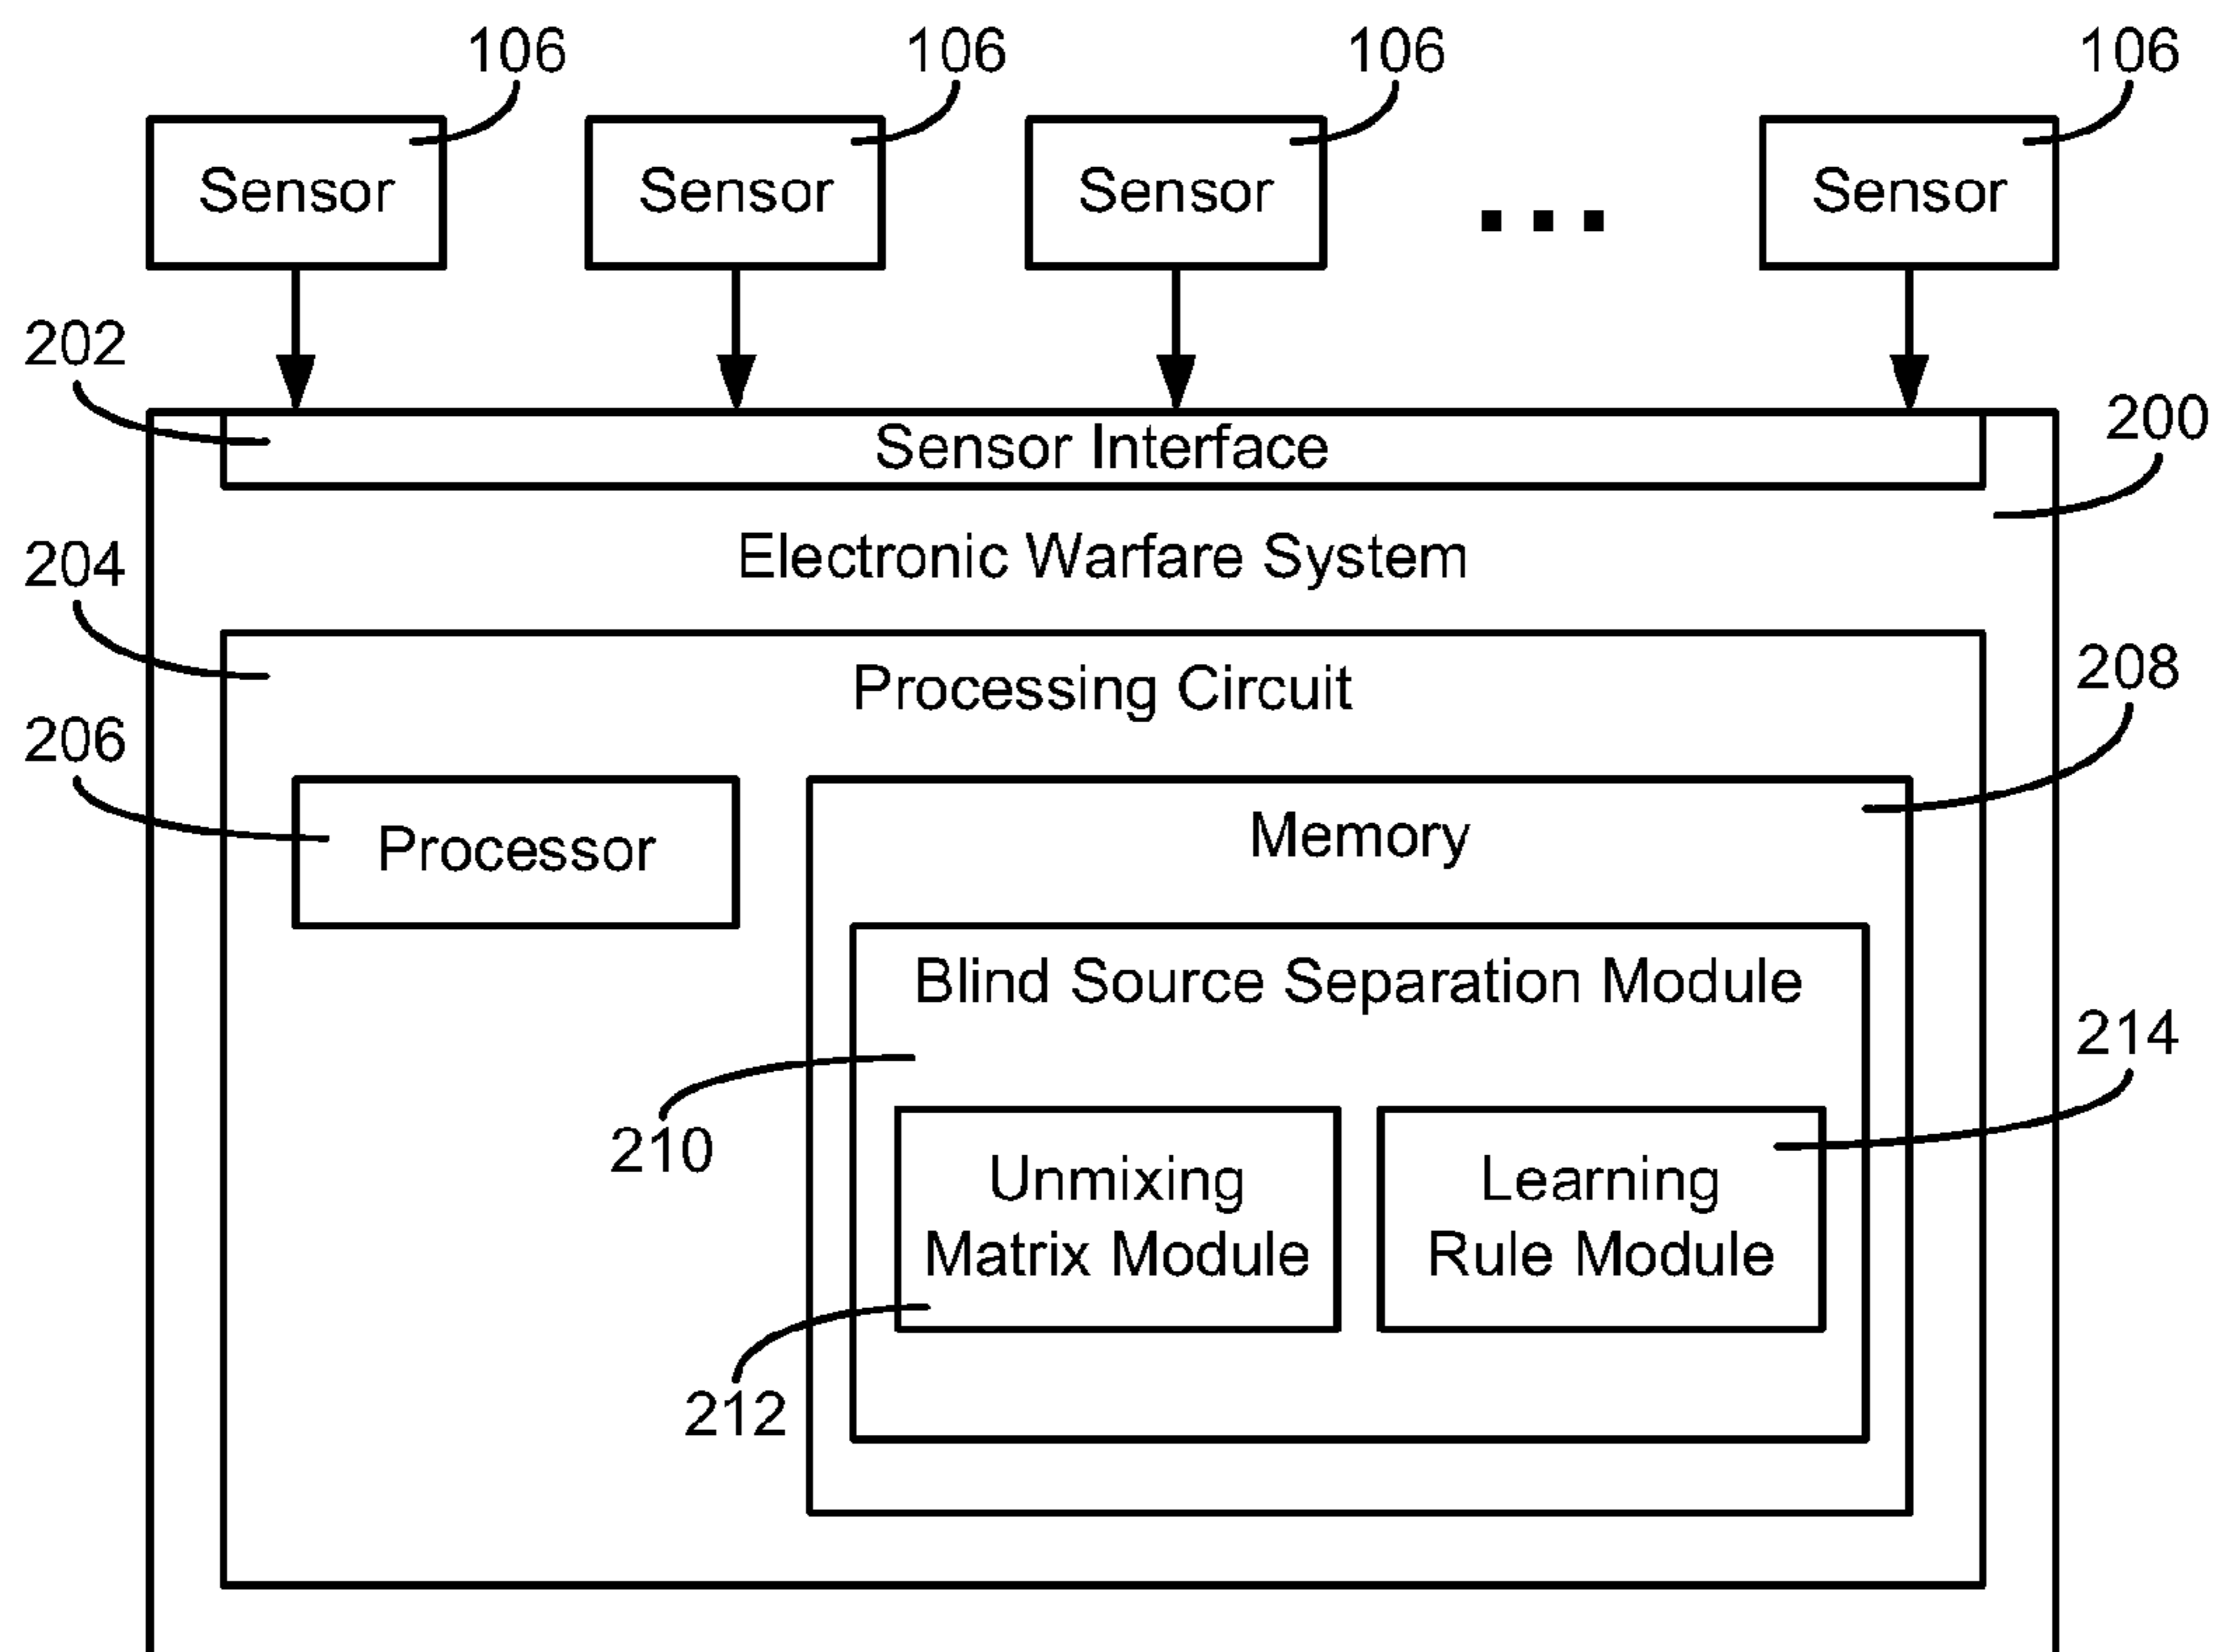 106 106 106 106
Sensor Sensor Sensor ... Sensor
202
Sensor Interface
200
Electronic Warfare System
204
Processing Circuit
208
206
Processor
Memory
Blind Source Separation Module
214
210
Unmixing
Matrix Module
Learning
Rule Module
212